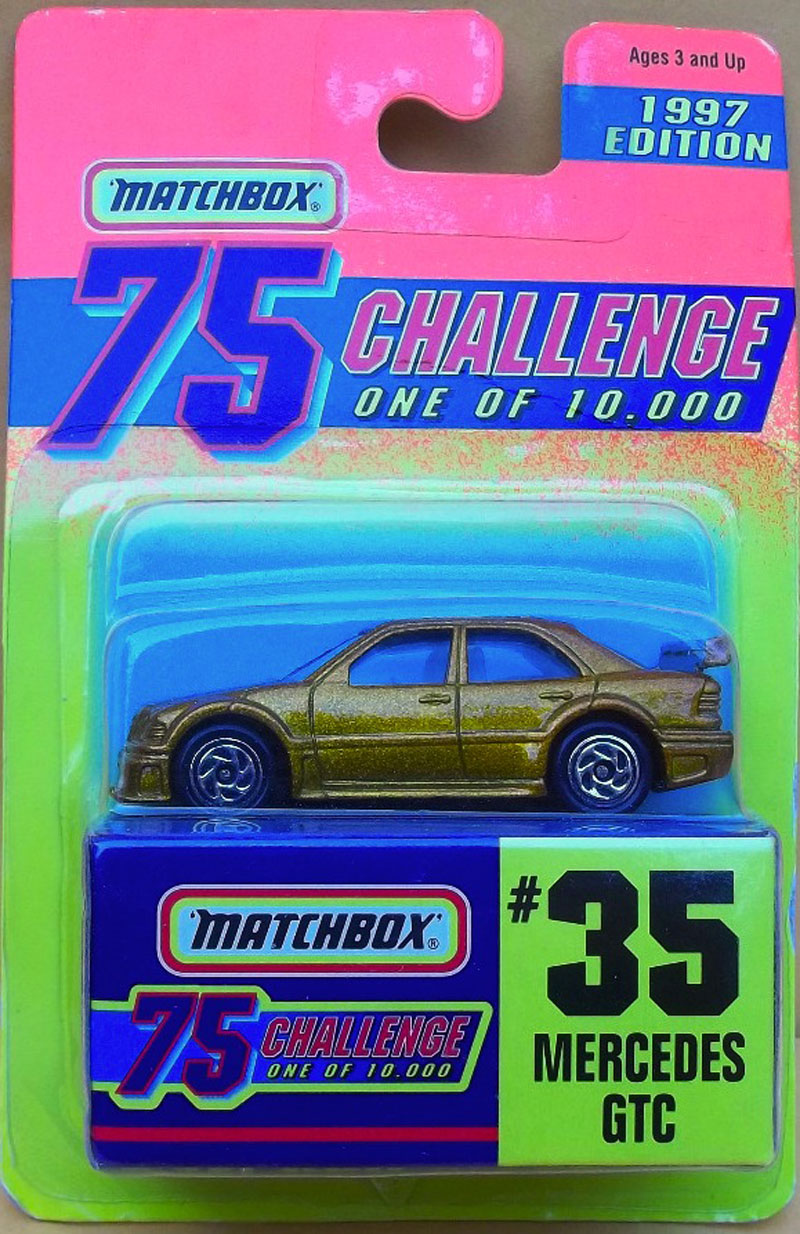 Ages 3 and Up
1997
EDITION
'MATCHBOX'®
75 CHALLENGE
ONE OF 10.000
'MATCHBOX'®
75 CHALLENGE
ONE OF 10.000
#35
MERCEDES
GTC